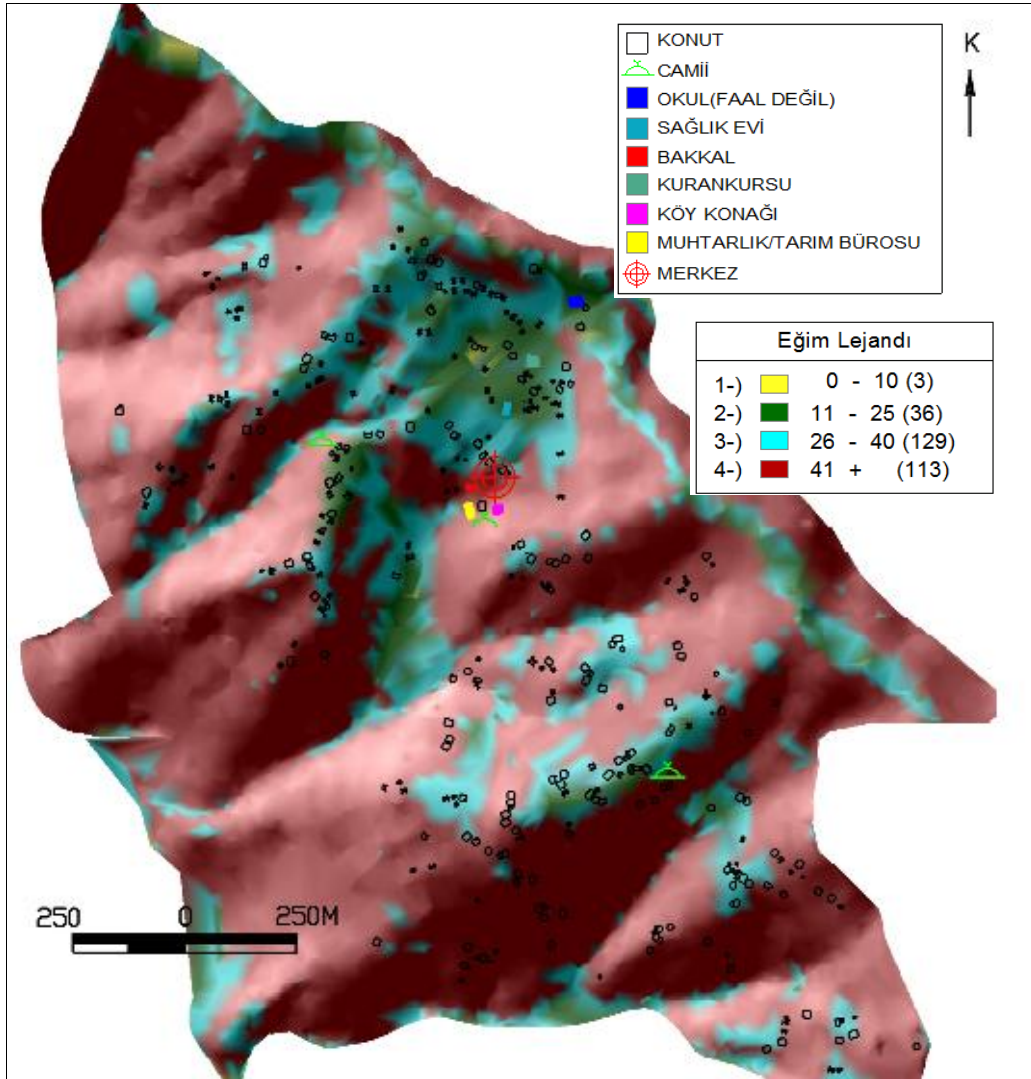 KONUT
CAMİİ
OKUL(FAAL DEĞİL)
SAĞLIK EVİ
BAKKAL
KURANKURSU
KÖY KONAĞI
MUHTARLIK/TARIM BÜROSU
MERKEZ
K
Eğim Lejandı
1-) 0 - 10 (3)
2-) 11 - 25 (36)
3-) 26 - 40 (129)
4-) 41 + (113)
250 0 250M